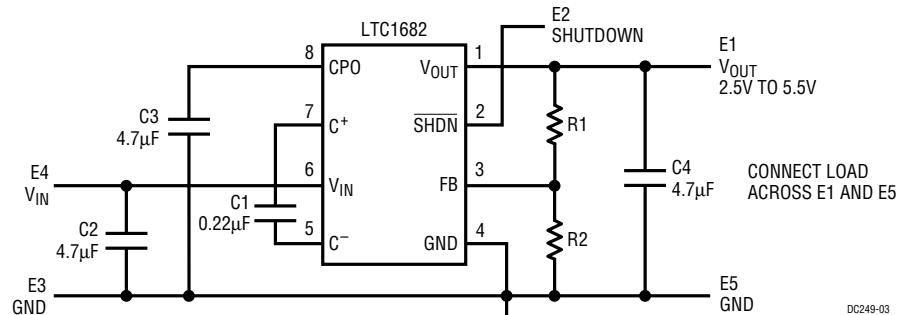 LTC1682
E2
SHUTDOWN
E1
VOUT
2.5V TO 5.5V
8
CPO
VOUT
1
C3
4.7µF
7
C+
SHDN
2
R1
E4
VIN
6
VIN
FB
3
C4
4.7µF
CONNECT LOAD
ACROSS E1 AND E5
C1
0.22µF
C2
4.7µF
5
C−
GND
4
R2
E3
GND
E5
GND
DC249-03